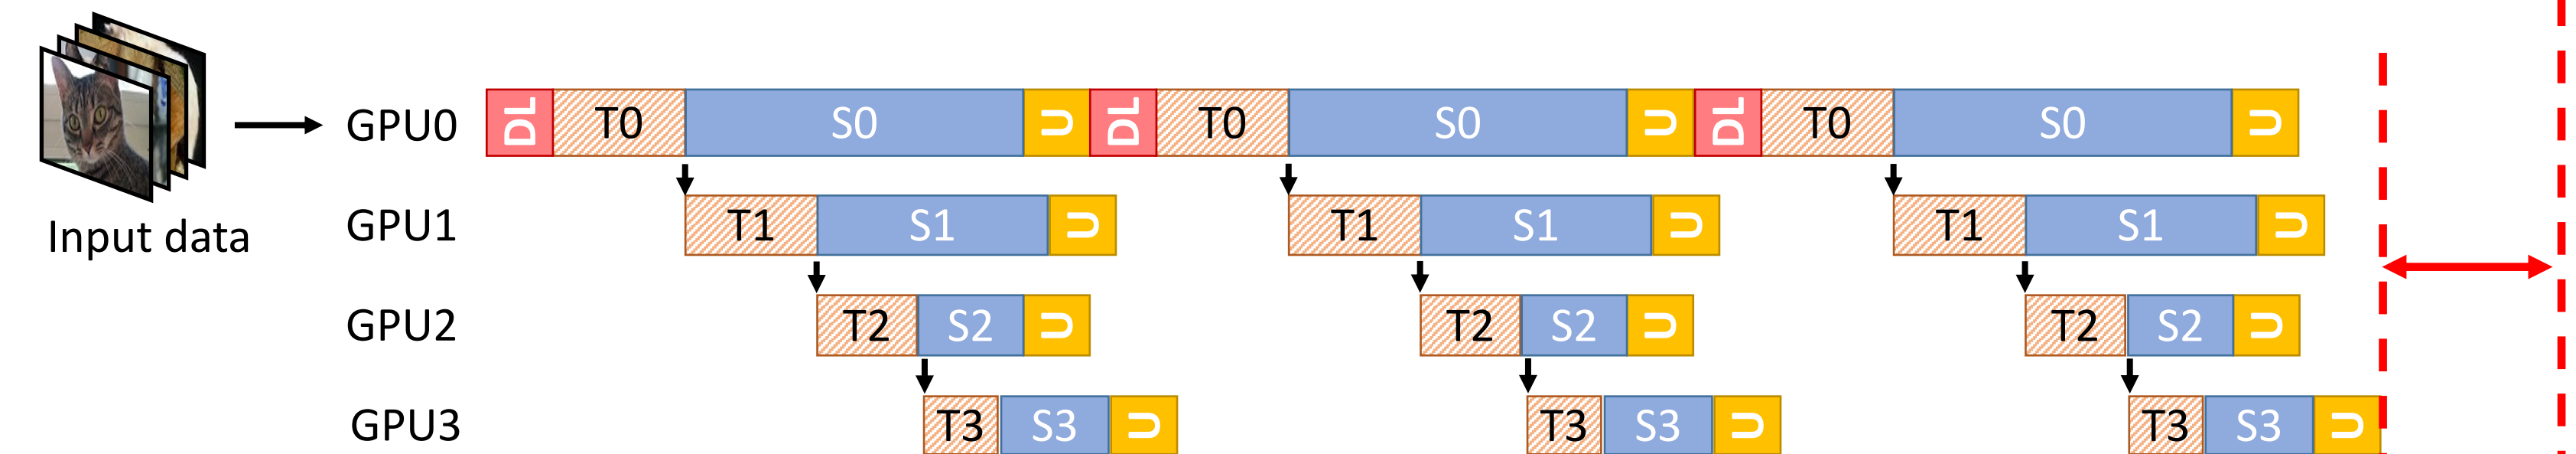 GPU0 DL T0 S0 U DL T0 S0 U DL T0 S0 U
Input data
GPU1 T1 S1 U T1 S1 U T1 S1 U
GPU2 T2 S2 U T2 S2 U T2 S2 U
GPU3 T3 S3 U T3 S3 U T3 S3 U